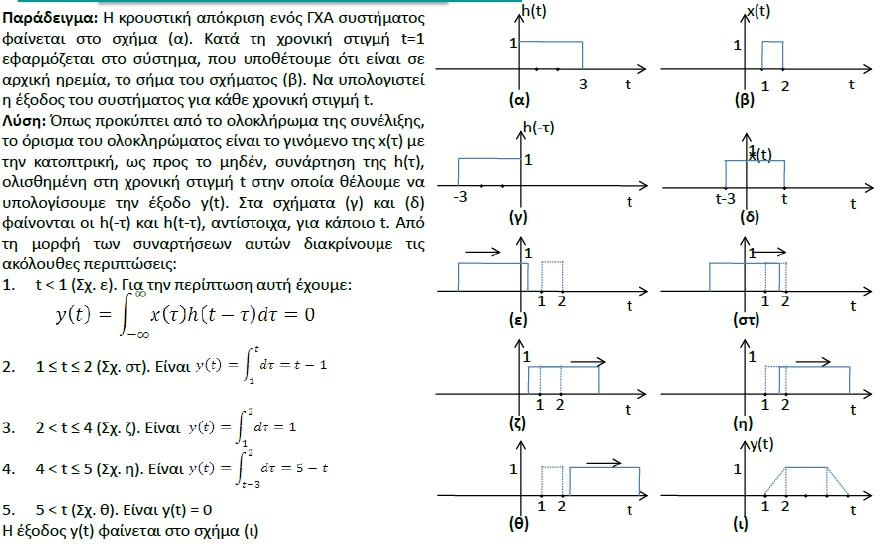 Παράδειγμα: Η κρουστική απόκριση ενός ΓΧΑ συστήματος
φαίνεται στο σχήμα (α). Κατά τη χρονική στιγμή t=1
εφαρμόζεται στο σύστημα, που υποθέτουμε ότι είναι σε
αρχική ηρεμία, το σήμα του σχήματος (β). Να υπολογιστεί
η έξοδος του συστήματος για κάθε χρονική στιγμή t.
Λύση: Όπως προκύπτει από το ολοκλήρωμα της συνέλιξης,
το όρισμα του ολοκληρώματος είναι το γινόμενο της x(τ) με
την κατοπτρική, ως προς το μηδέν, συνάρτηση της h(τ),
ολισθημένη στη χρονική στιγμή t στην οποία θέλουμε να
υπολογίσουμε την έξοδο y(t). Στα σχήματα (γ) και (δ)
φαίνονται οι h(-τ) και h(t-τ), αντίστοιχα, για κάποιο t. Από
τη μορφή των συναρτήσεων αυτών διακρίνουμε τις
ακόλουθες περιπτώσεις:
1. t < 1 (Σχ. ε). Για την περίπτωση αυτή έχουμε:
y(t) = ∫_{-∞}^{∞} x(τ)h(t − τ)dτ = 0
2. 1 ≤ t ≤ 2 (Σχ. στ). Είναι y(t) = ∫_{1}^{t} dτ = t − 1
3. 2 < t ≤ 4 (Σχ. ζ). Είναι y(t) = ∫_{1}^{2} dτ = 1
4. 4 < t ≤ 5 (Σχ. η). Είναι y(t) = ∫_{t-3}^{2} dτ = 5 − t
5. 5 < t (Σχ. θ). Είναι y(t) = 0
Η έξοδος y(t) φαίνεται στο σχήμα (ι)
h(t)
1
3 t
(α)
x(t)
1
1 2 t
(β)
h(-τ)
1
-3 t
(γ)
1
x(t)
t-3 t t
(δ)
1
1 2 t
(ε)
1
1 2 t
(στ)
1
1 2 t
(ζ)
1
1 2 t
(η)
1
1 2 t
(θ)
y(t)
1
1 2 t
(ι)